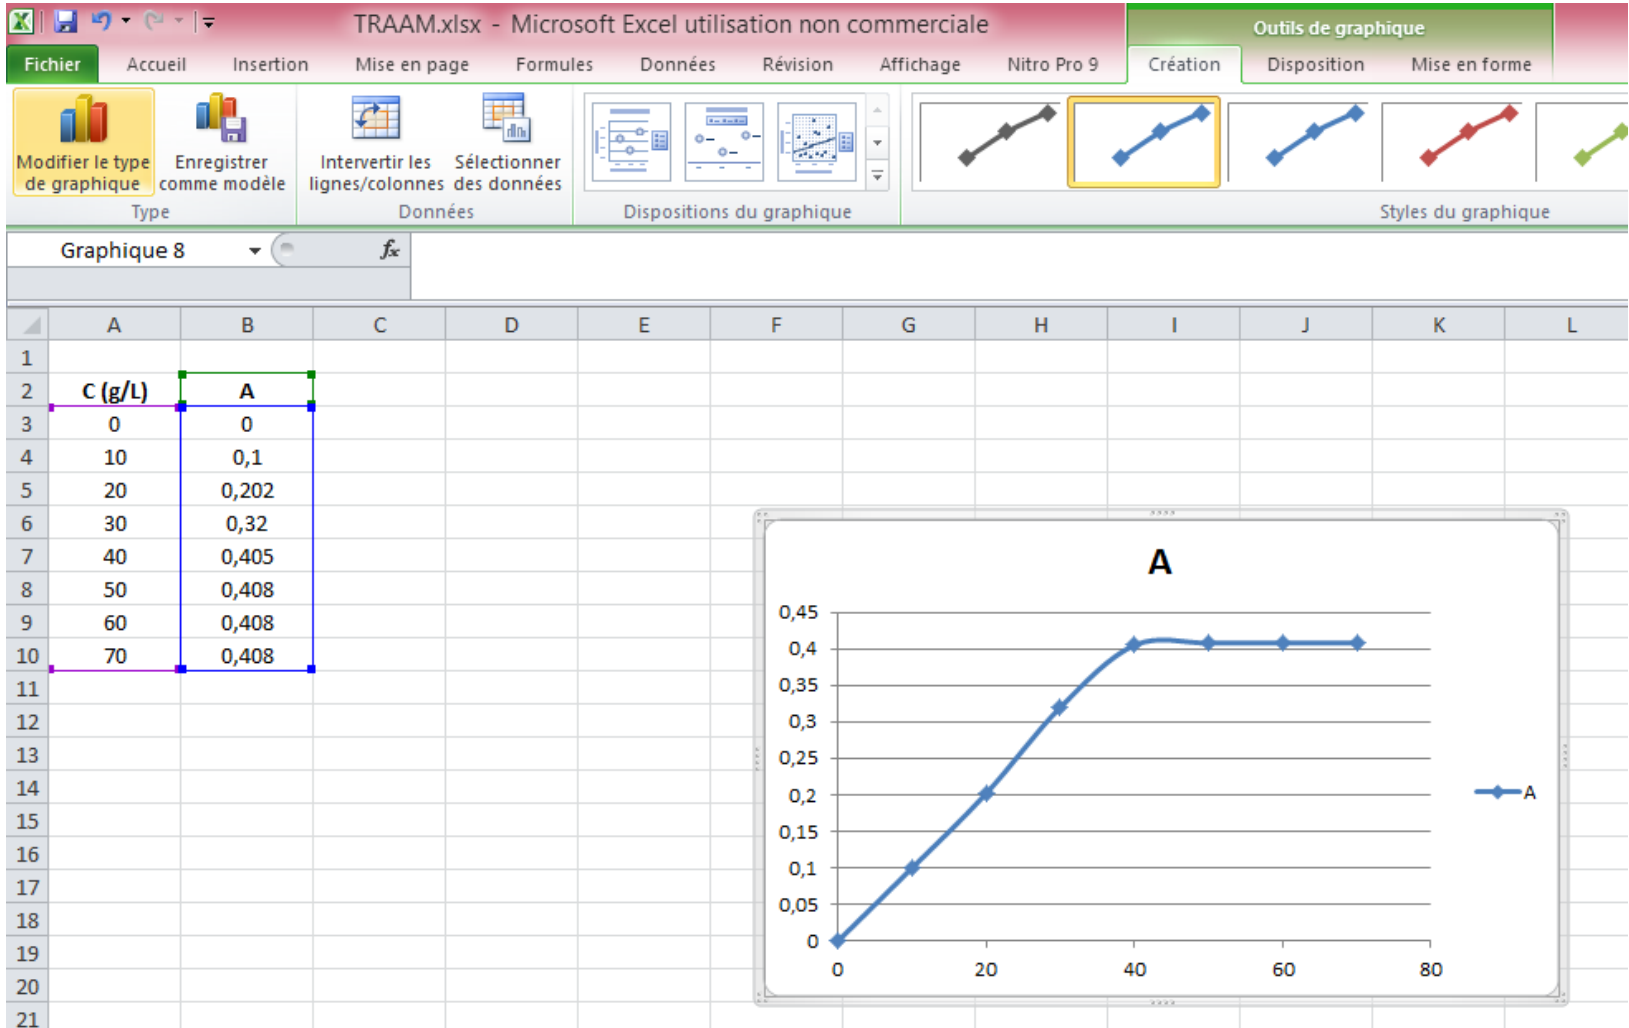 TRAAM.xlsx - Microsoft Excel utilisation non commerciale
Outils de graphique
Fichier Accueil Insertion Mise en page Formules Données Révision Affichage Nitro Pro 9 Création Disposition Mise en forme
Modifier le type de graphique
Enregistrer comme modèle
Intervertir les lignes/colonnes
Sélectionner des données
Type Données Dispositions du graphique Styles du graphique
Graphique 8 fx
A B C D E F G H I J K L
1
2 C (g/L) A
3 0 0
4 10 0,1
5 20 0,202
6 30 0,32
7 40 0,405
8 50 0,408
9 60 0,408
10 70 0,408
11
12
13
14
15
16
17
18
19
20
21
A
0,45
0,4
0,35
0,3
0,25
0,2
0,15
0,1
0,05
0
0 20 40 60 80
A